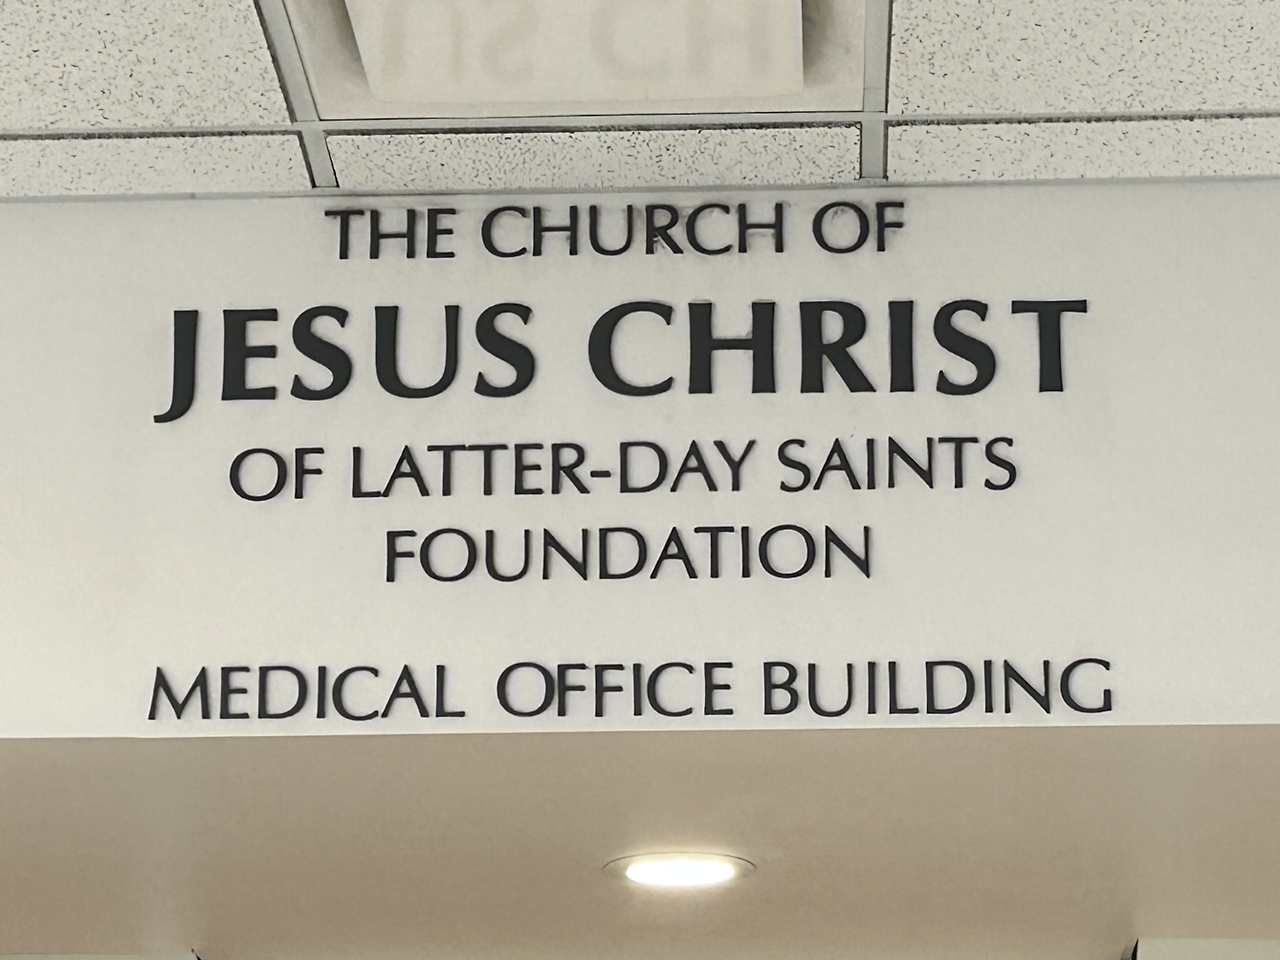 THE CHURCH OF
JESUS CHRIST
OF LATTER-DAY SAINTS
FOUNDATION
MEDICAL OFFICE BUILDING